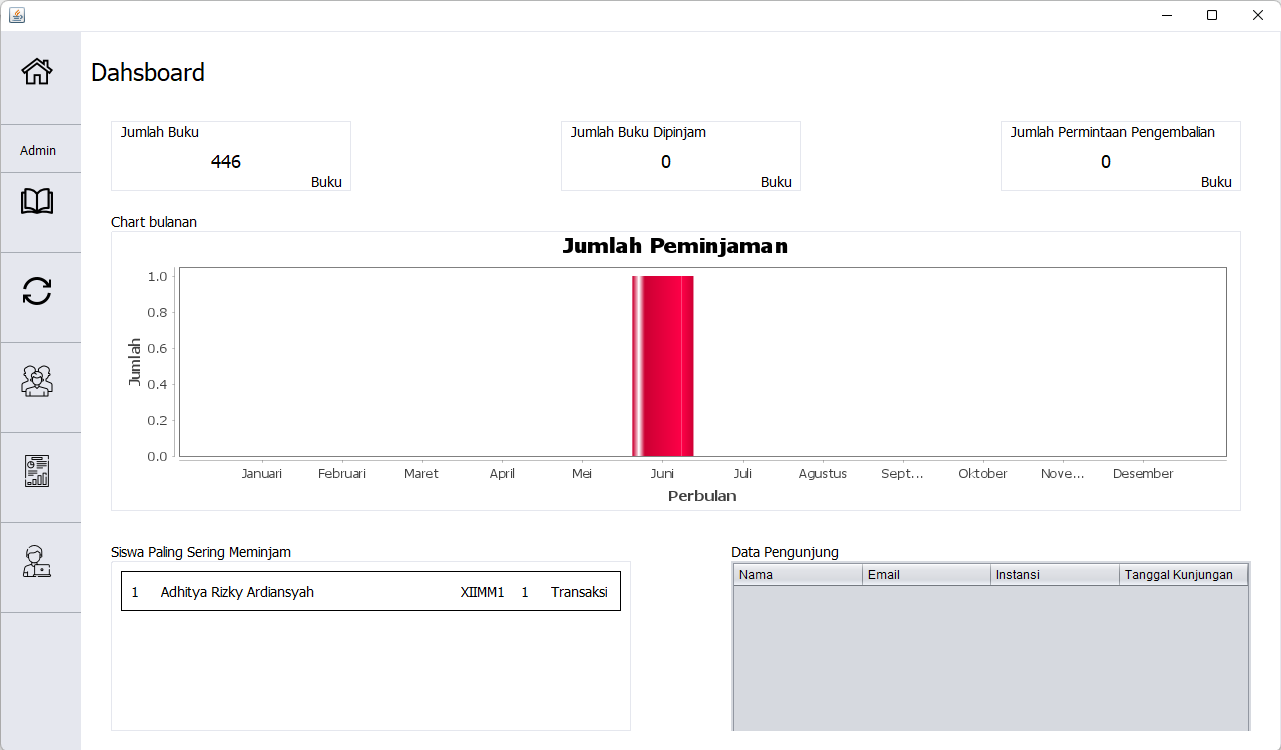 Dahsboard
Admin
Jumlah Buku
446
Buku
Jumlah Buku Dipinjam
0
Buku
Jumlah Permintaan Pengembalian
0
Buku
Chart bulanan
Jumlah Peminjaman
Jumlah
1.0
0.8
0.6
0.4
0.2
0.0
Januari Februari Maret April Mei Juni Juli Agustus Sept... Oktober Nove... Desember
Perbulan
Siswa Paling Sering Meminjam
1 Adhitya Rizky Ardiansyah XIIMM1 1 Transaksi
Data Pengunjung
Nama Email Instansi Tanggal Kunjungan